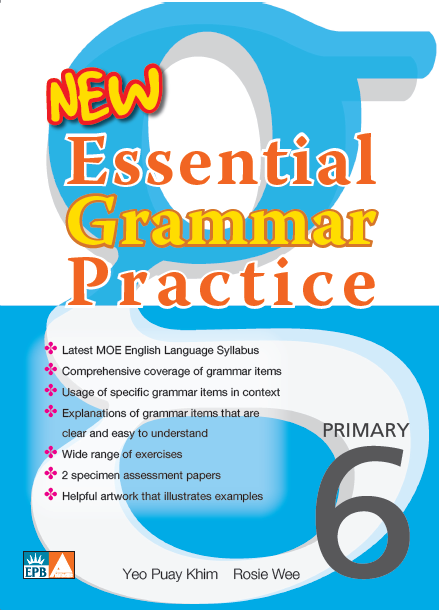 NEW
Essential
Grammar
Practice
Latest MOE English Language Syllabus
Comprehensive coverage of grammar items
Usage of specific grammar items in context
Explanations of grammar items that are
clear and easy to understand
Wide range of exercises
2 specimen assessment papers
Helpful artwork that illustrates examples
PRIMARY
6
EPB
Yeo Puay Khim Rosie Wee